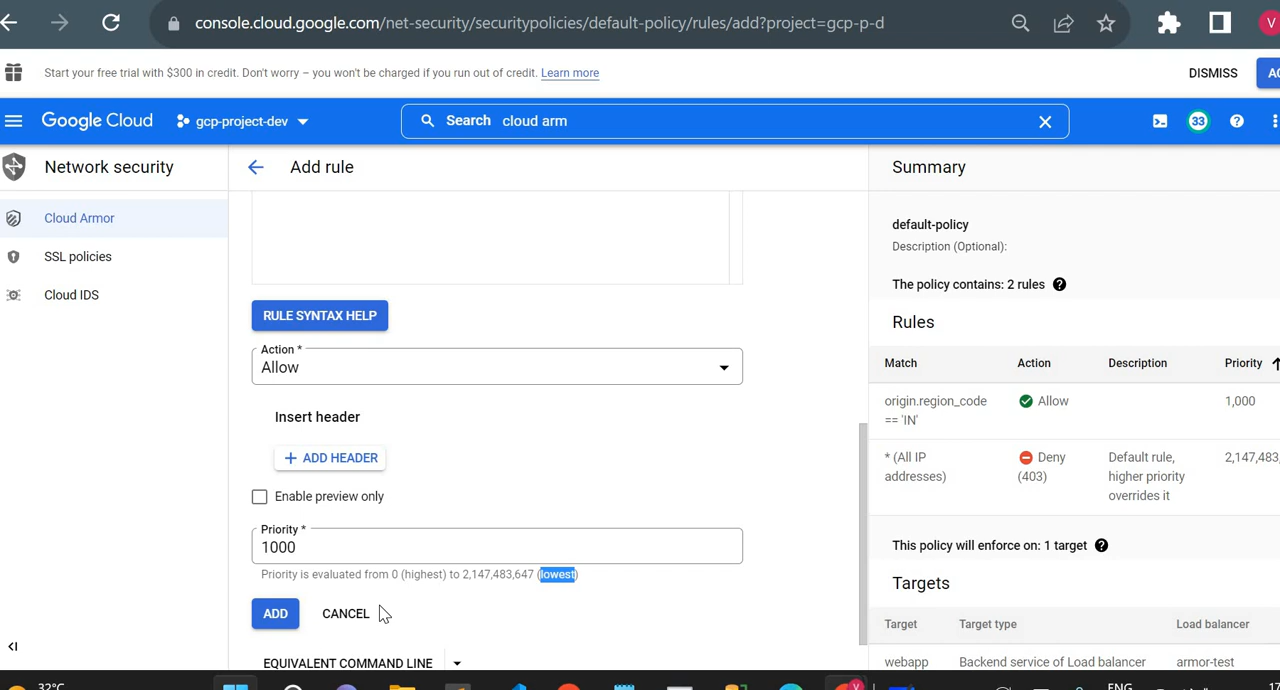 console.cloud.google.com/net-security/securitypolicies/default-policy/rules/add?project=gcp-p-d
V
Start your free trial with $300 in credit. Don't worry – you won't be charged if you run out of credit. Learn more
DISMISS
Google Cloud
gcp-project-dev
Search cloud arm
33
Network security
Add rule
Summary
Cloud Armor
SSL policies
Cloud IDS
RULE SYNTAX HELP
Action *
Allow
Insert header
+ ADD HEADER
Enable preview only
Priority *
1000
Priority is evaluated from 0 (highest) to 2,147,483,647 (lowest)
ADD CANCEL
EQUIVALENT COMMAND LINE
default-policy
Description (Optional):
The policy contains: 2 rules
Rules
Match Action Description Priority
origin.region_code Allow 1,000
== 'IN'
* (All IP Deny Default rule, 2,147,483,
addresses) (403) higher priority
overrides it
This policy will enforce on: 1 target
Targets
Target Target type Load balancer
webapp Backend service of Load balancer armor-test
32°C
ENG